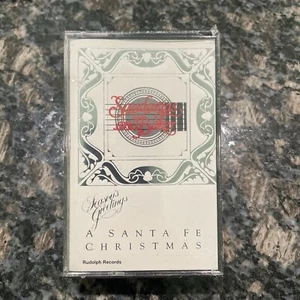 Season's
Greetings
A SANTA FE
CHRISTMAS
Rudolph Records